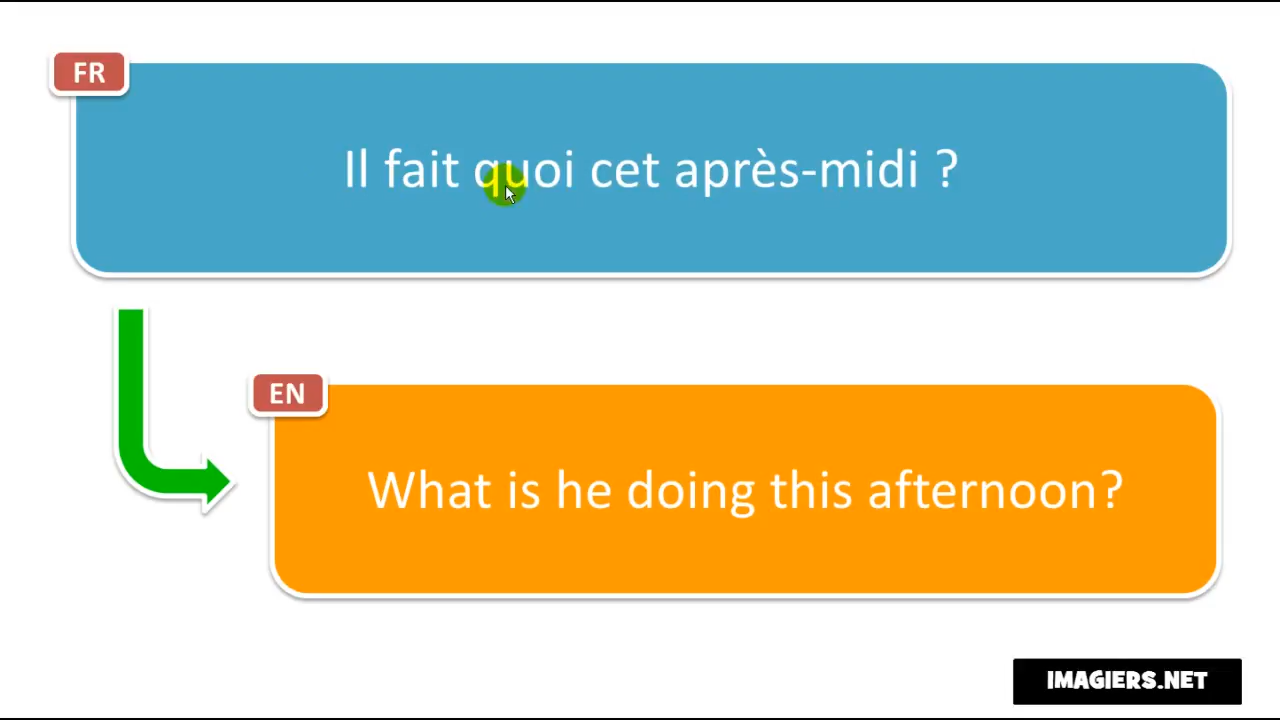 FR
Il fait quoi cet après-midi ?
EN
What is he doing this afternoon?
IMAGIERS.NET